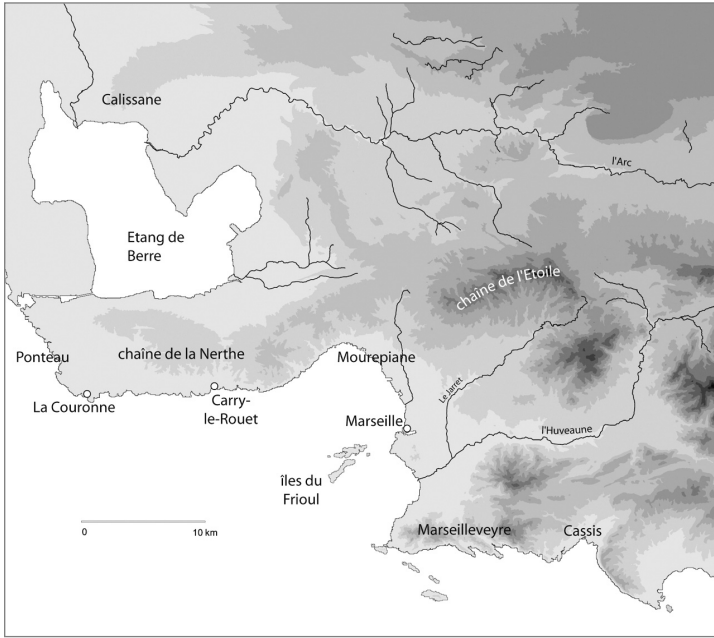 Calissane
l'Arc
Etang de
Berre
chaîne de l'Etoile
Ponteau
chaîne de la Nerthe
Mourepiane
La Couronne
Carry-
le-Rouet
Le Jarret
Marseille
l'Huveaune
îles du
Frioul
0
10 km
Marseilleveyre
Cassis